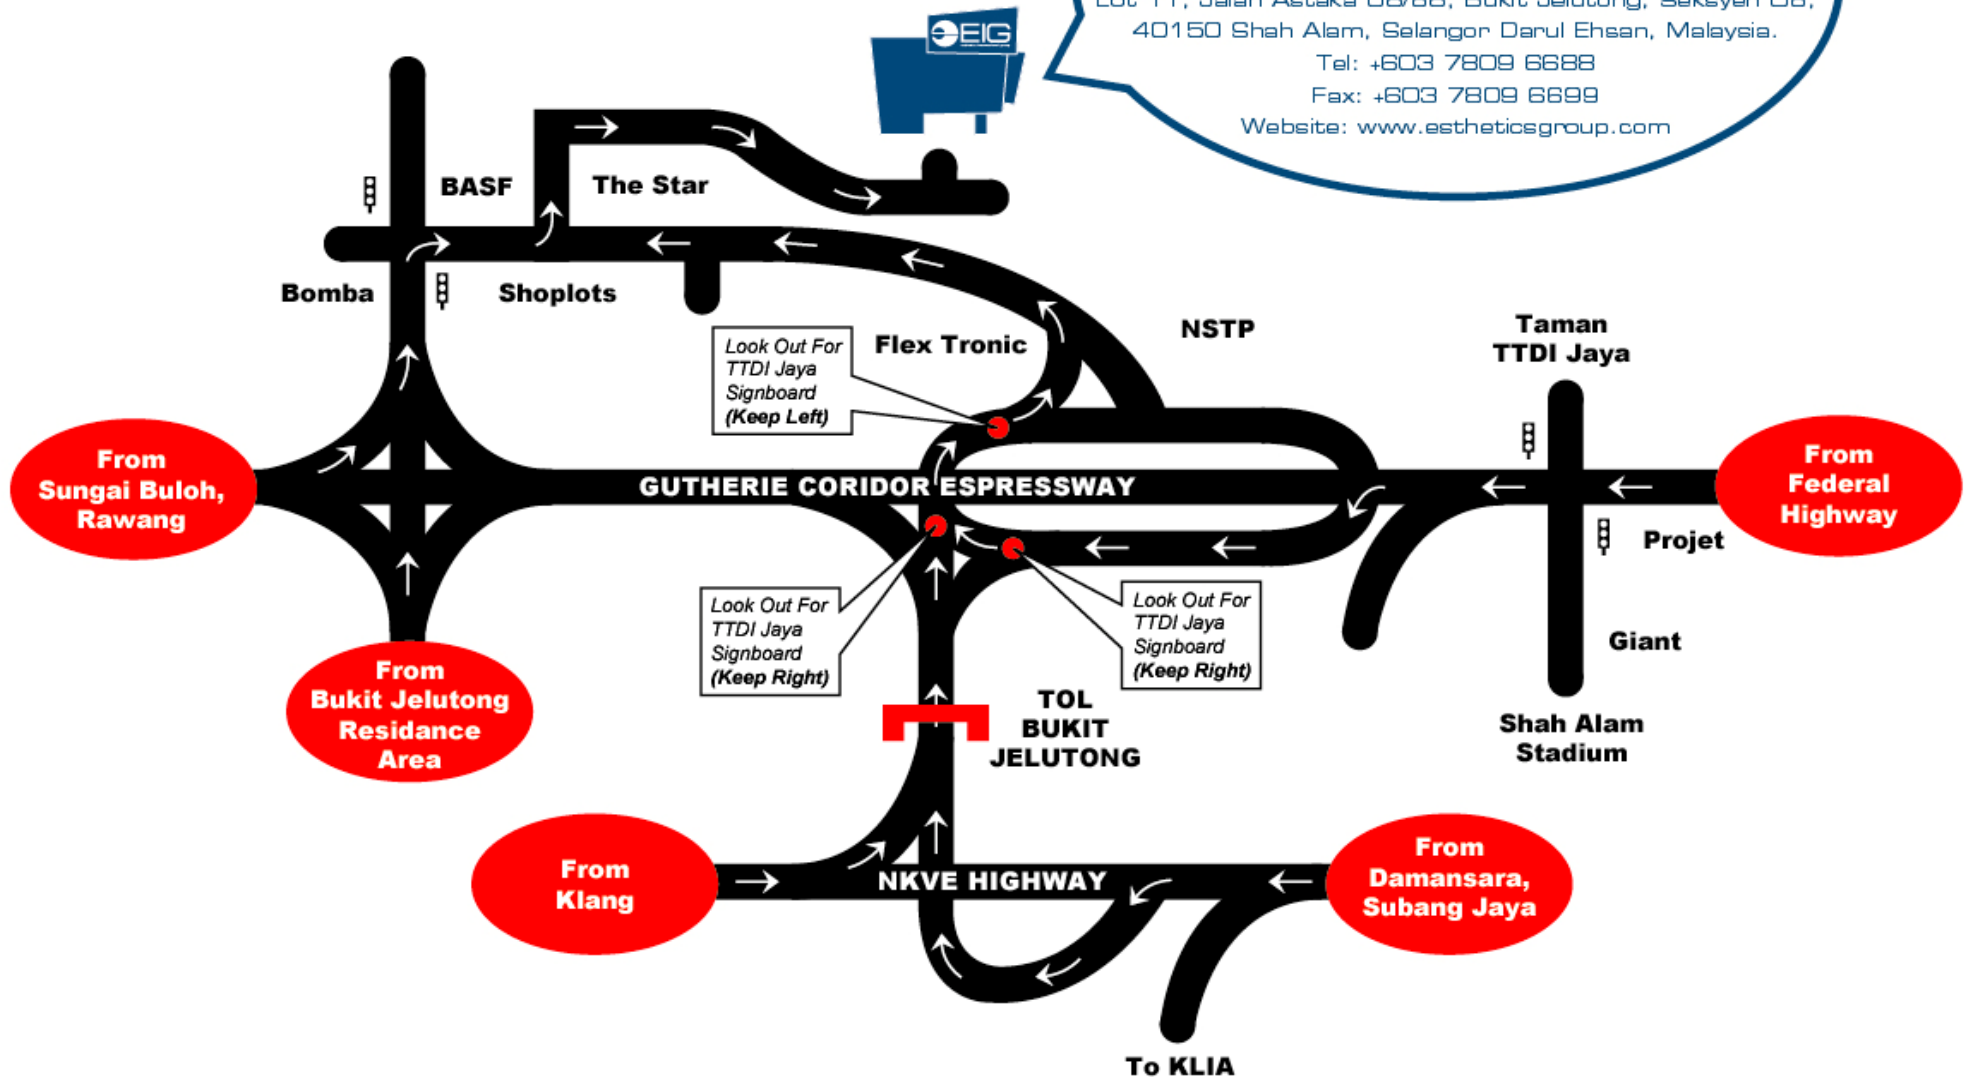 EIG
40150 Shah Alam, Selangor Darul Ehsan, Malaysia.
Tel: +603 7809 6688
Fax: +603 7809 6699
Website: www.estheticsgroup.com
BASF
The Star
Bomba
Shoplots
Look Out For
TTDI Jaya
Signboard
(Keep Left)
Flex Tronic
NSTP
Taman
TTDI Jaya
From
Sungai Buloh,
Rawang
GUTHERIE CORIDOR ESPRESSWAY
From
Federal
Highway
Projet
Look Out For
TTDI Jaya
Signboard
(Keep Right)
Look Out For
TTDI Jaya
Signboard
(Keep Right)
Giant
From
Bukit Jelutong
Residance
Area
TOL
BUKIT
JELUTONG
Shah Alam
Stadium
From
Klang
NKVE HIGHWAY
From
Damansara,
Subang Jaya
To KLIA